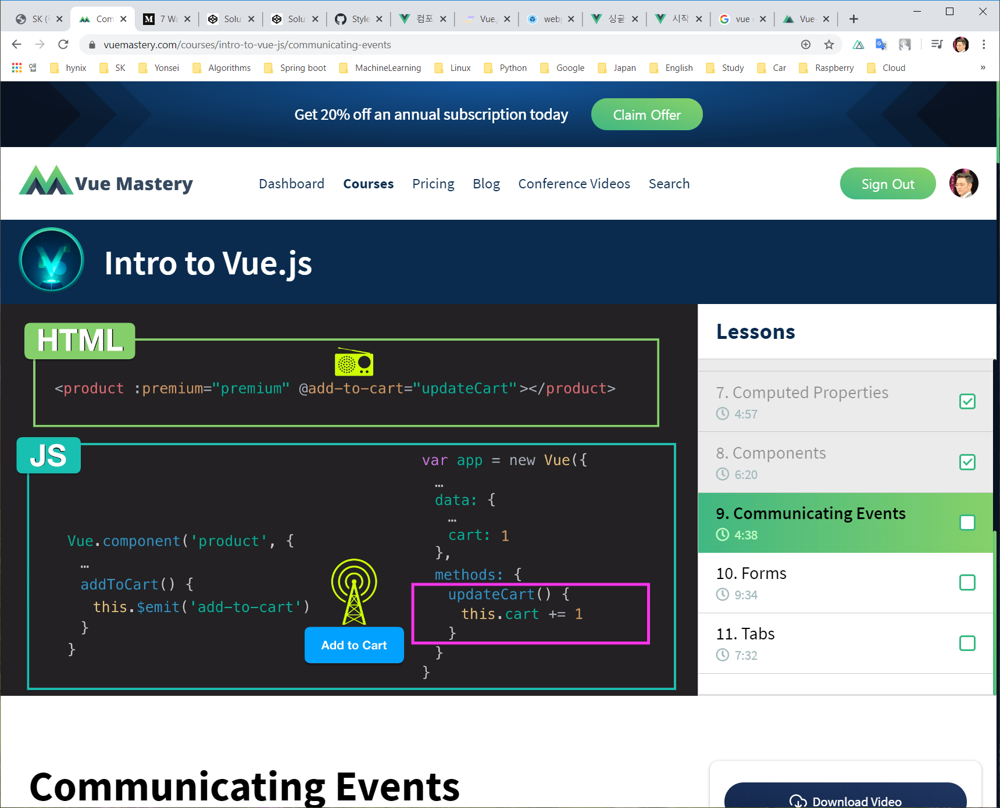 SK (
Com
M 7 Wa
Solu
Solu
Style
컴포
Vue.
web
싱글
시작
vue
Vue-
vuemastery.com/courses/intro-to-vue-js/communicating-events
앱 hynix SK Yonsei Algorithms Spring boot MachineLearning Linux Python Google Japan English Study Car Raspberry Cloud »
Get 20% off an annual subscription today Claim Offer
Vue Mastery Dashboard Courses Pricing Blog Conference Videos Search Sign Out
Intro to Vue.js
HTML
<product :premium="premium" @add-to-cart="updateCart"></product>
JS
Vue.component('product', {
…
addToCart() {
this.$emit('add-to-cart')
}
}
Add to Cart
var app = new Vue({
…
data: {
…
cart: 1
},
methods: {
updateCart() {
this.cart += 1
}
}
}
Lessons
7. Computed Properties
4:57
8. Components
6:20
9. Communicating Events
4:38
10. Forms
9:34
11. Tabs
7:32
Communicating Events
Download Video